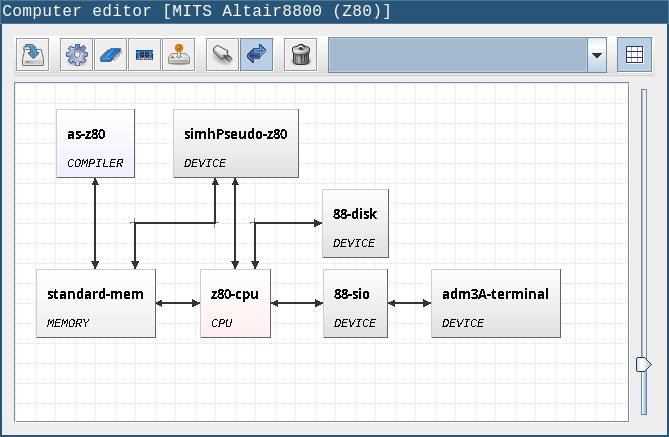 Computer editor [MITS Altair8800 (Z80)]
as-z80
COMPILER
simhPseudo-z80
DEVICE
88-disk
DEVICE
standard-mem
MEMORY
z80-cpu
CPU
88-sio
DEVICE
adm3A-terminal
DEVICE